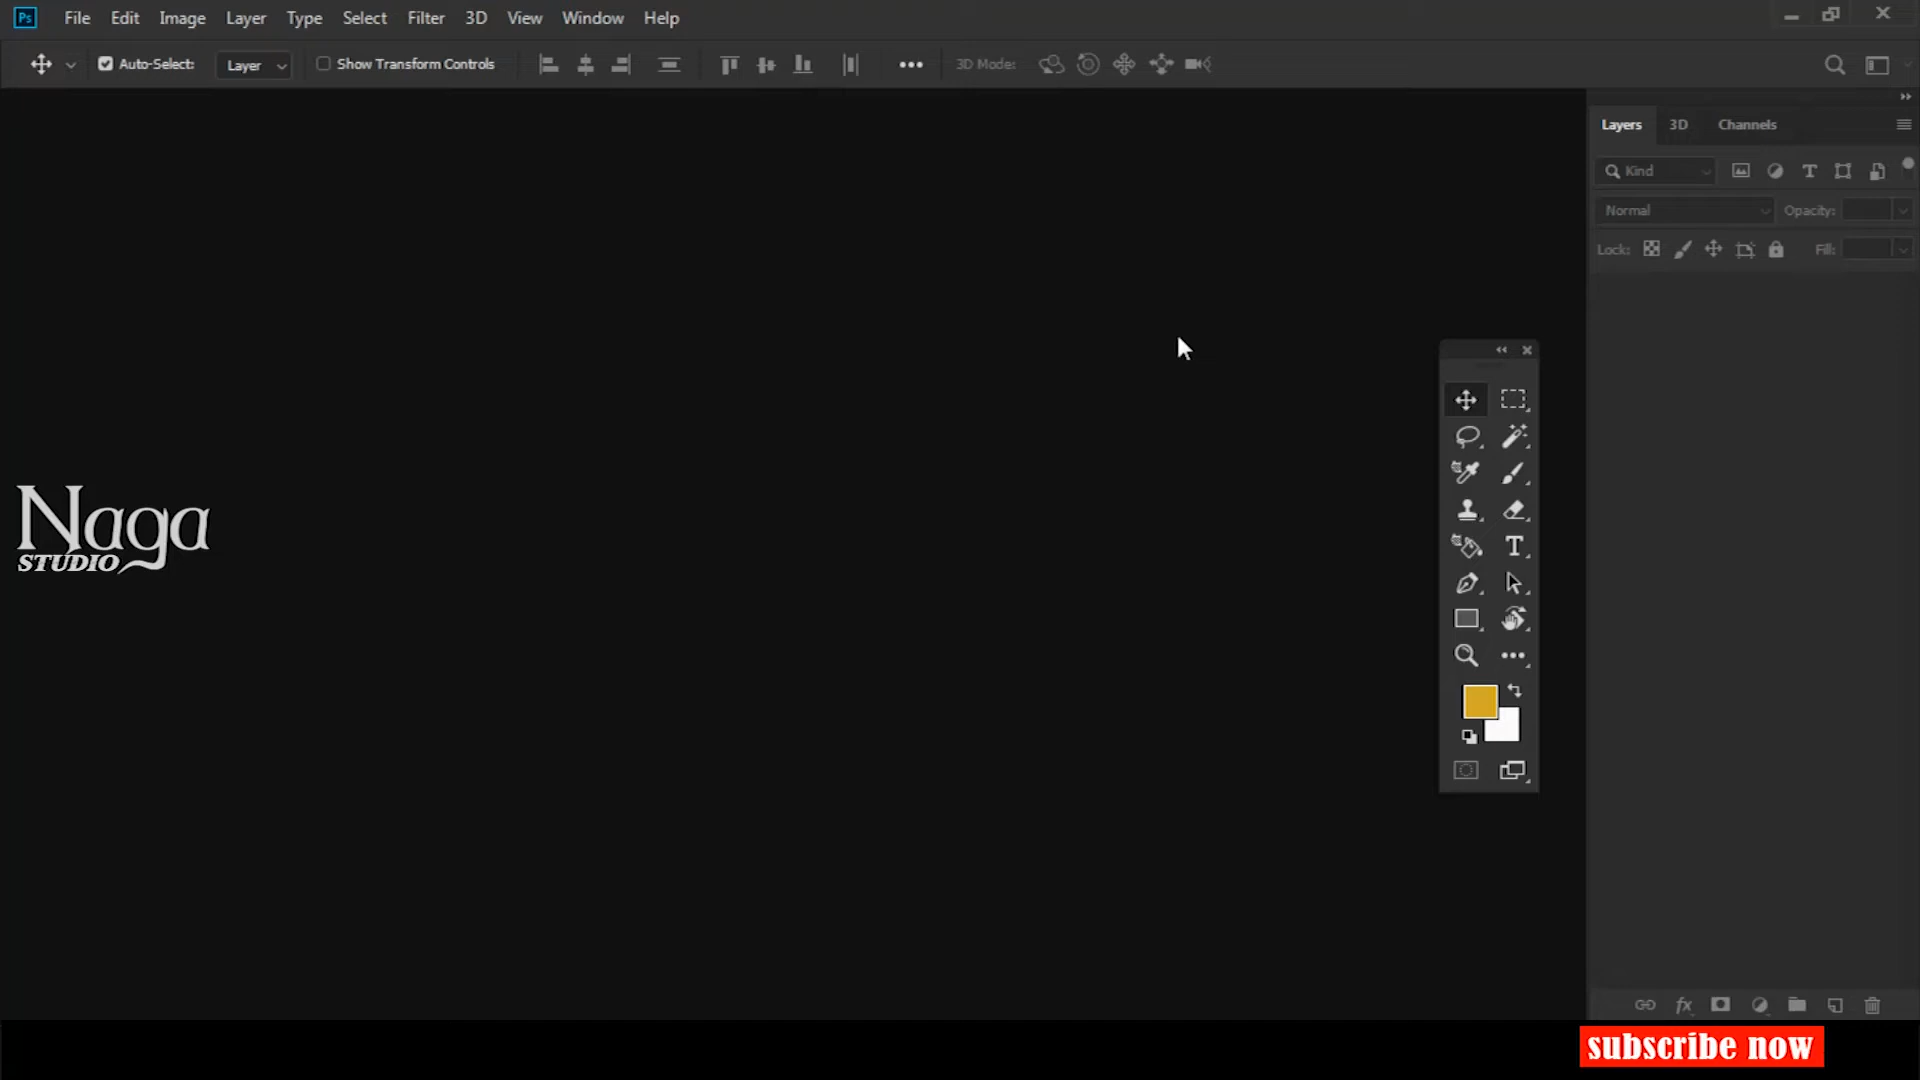 Ps File Edit Image Layer Type Select Filter 3D View Window Help
Auto-Select: Layer Show Transform Controls 3D Mode:
Layers 3D Channels
Kind
Normal Opacity:
Lock: Fill:
Naga
STUDIO
subscribe now